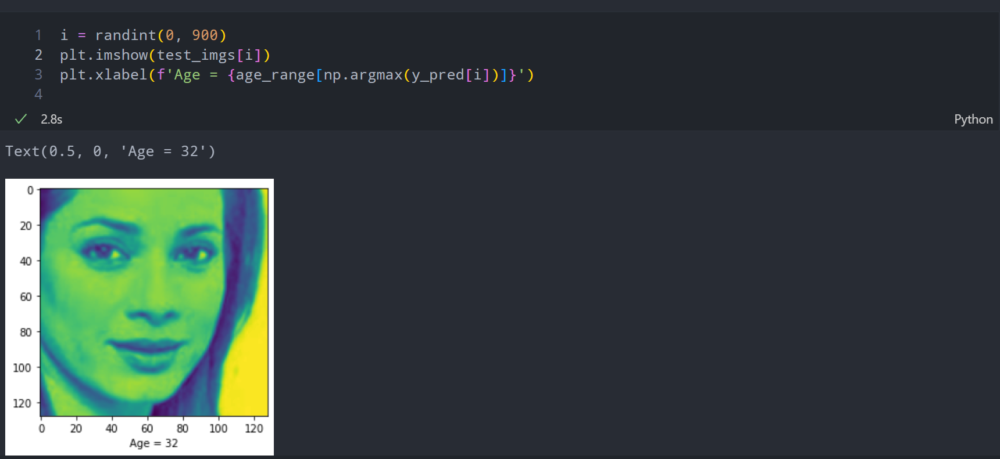 1 i = randint(0, 900)
2 plt.imshow(test_imgs[i])
3 plt.xlabel(f'Age = {age_range[np.argmax(y_pred[i])]}')
4
2.8s
Python
Text(0.5, 0, 'Age = 32')
0
20
40
60
80
100
120
0 20 40 60 80 100 120
Age = 32